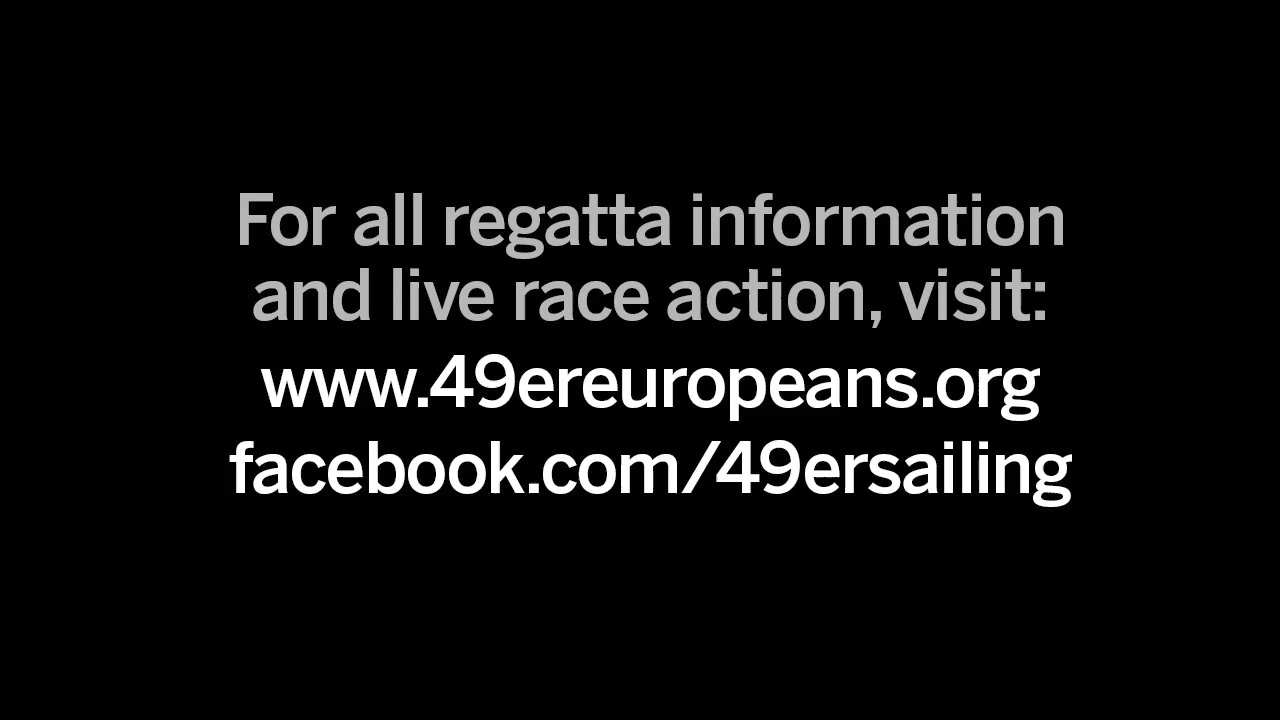 For all regatta information
and live race action, visit:
www.49ereuropeans.org
facebook.com/49ersailing